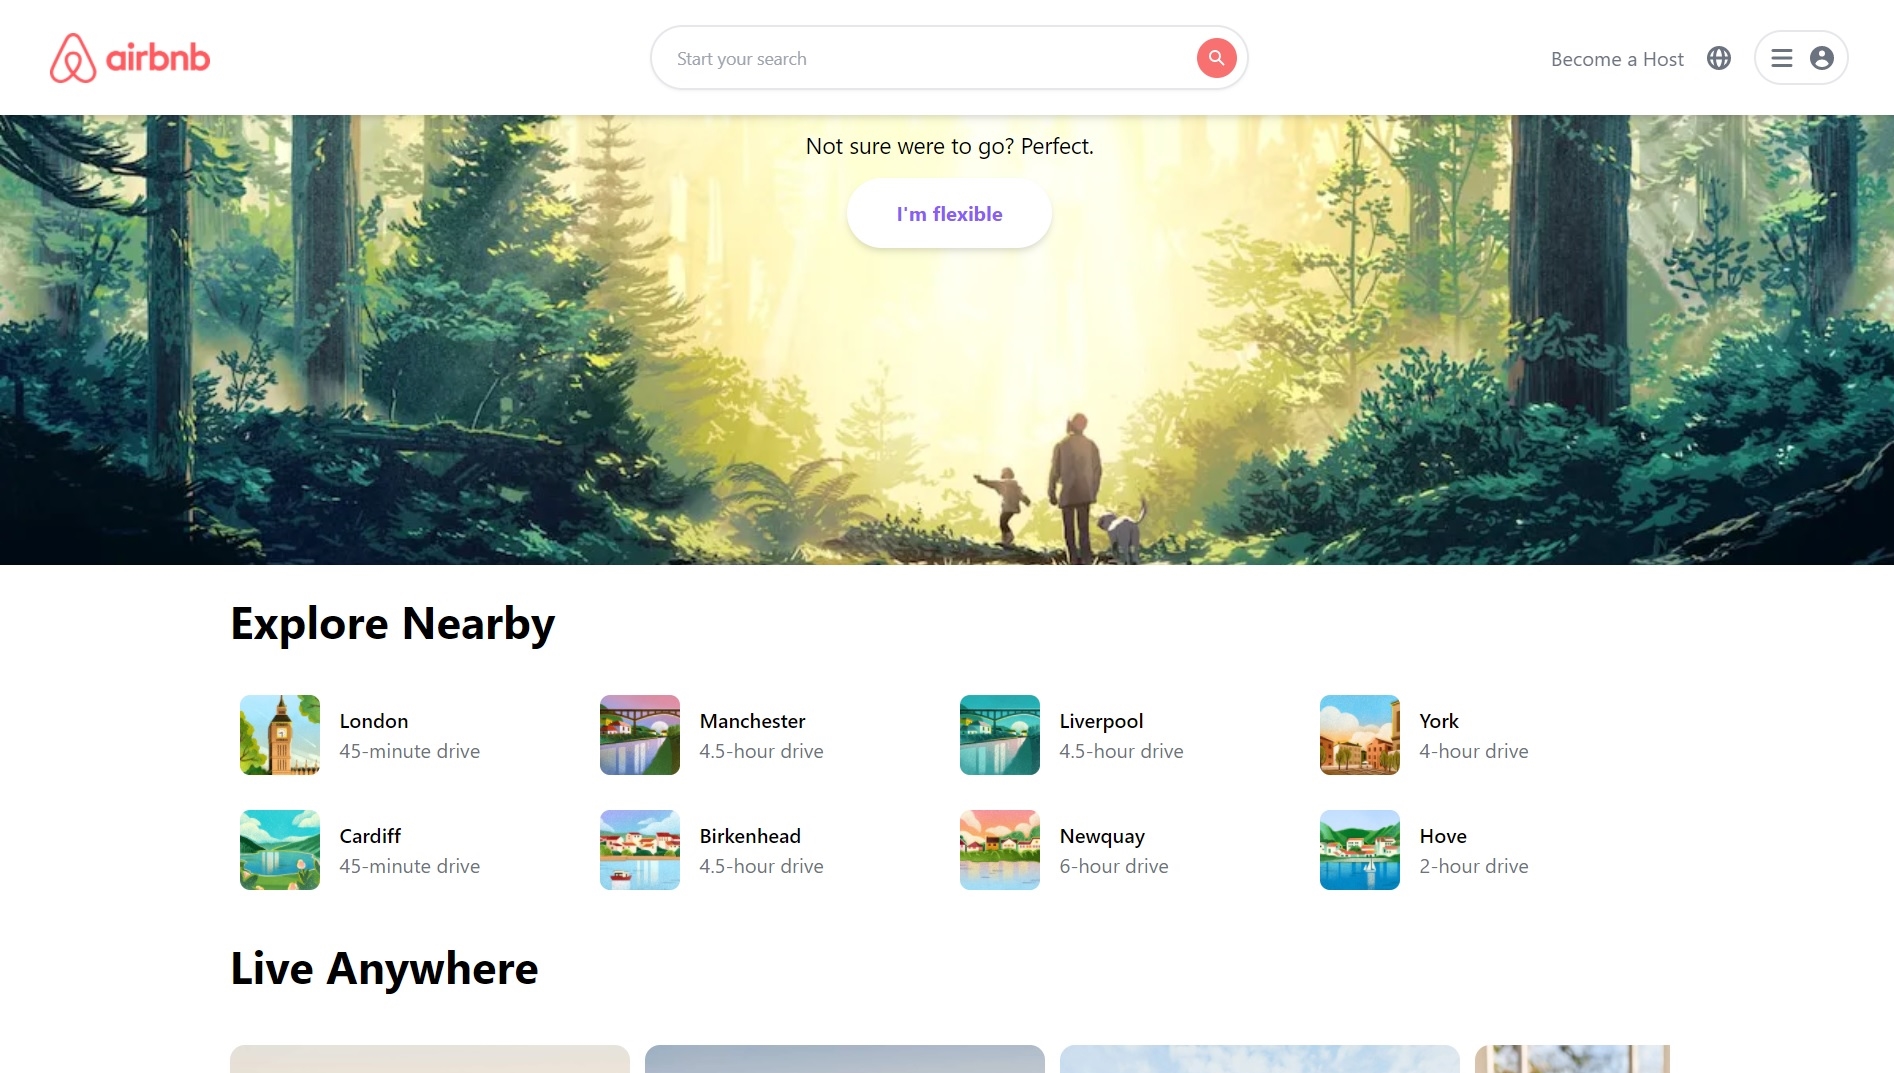 airbnb
Start your search
Become a Host
Not sure were to go? Perfect.
I'm flexible
Explore Nearby
London
45-minute drive
Manchester
4.5-hour drive
Liverpool
4.5-hour drive
York
4-hour drive
Cardiff
45-minute drive
Birkenhead
4.5-hour drive
Newquay
6-hour drive
Hove
2-hour drive
Live Anywhere